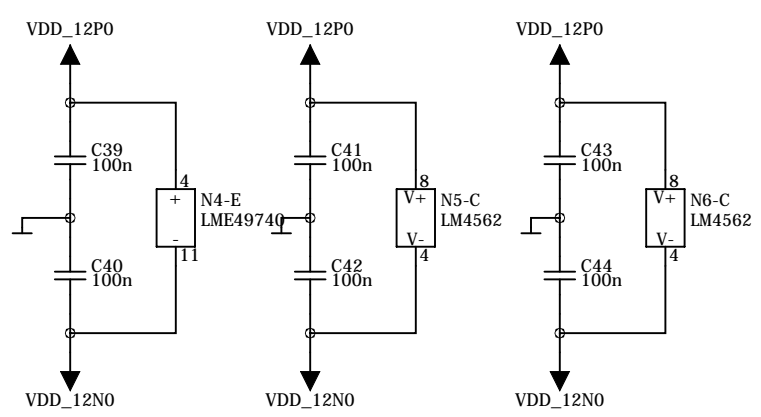 VDD_12P0
VDD_12P0
VDD_12P0
C39
100n
C41
100n
C43
100n
4
+
N4-E
LME49740
-
11
8
V+
N5-C
LM4562
V-
4
8
V+
N6-C
LM4562
V-
4
C40
100n
C42
100n
C44
100n
VDD_12N0
VDD_12N0
VDD_12N0